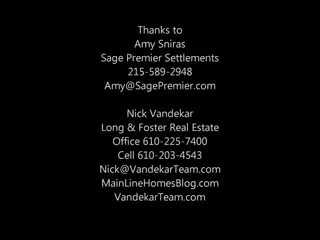 Thanks to
Amy Sniras
Sage Premier Settlements
215-589-2948
Amy@SagePremier.com
Nick Vandekar
Long & Foster Real Estate
Office 610-225-7400
Cell 610-203-4543
Nick@VandekarTeam.com
MainLineHomesBlog.com
VandekarTeam.com